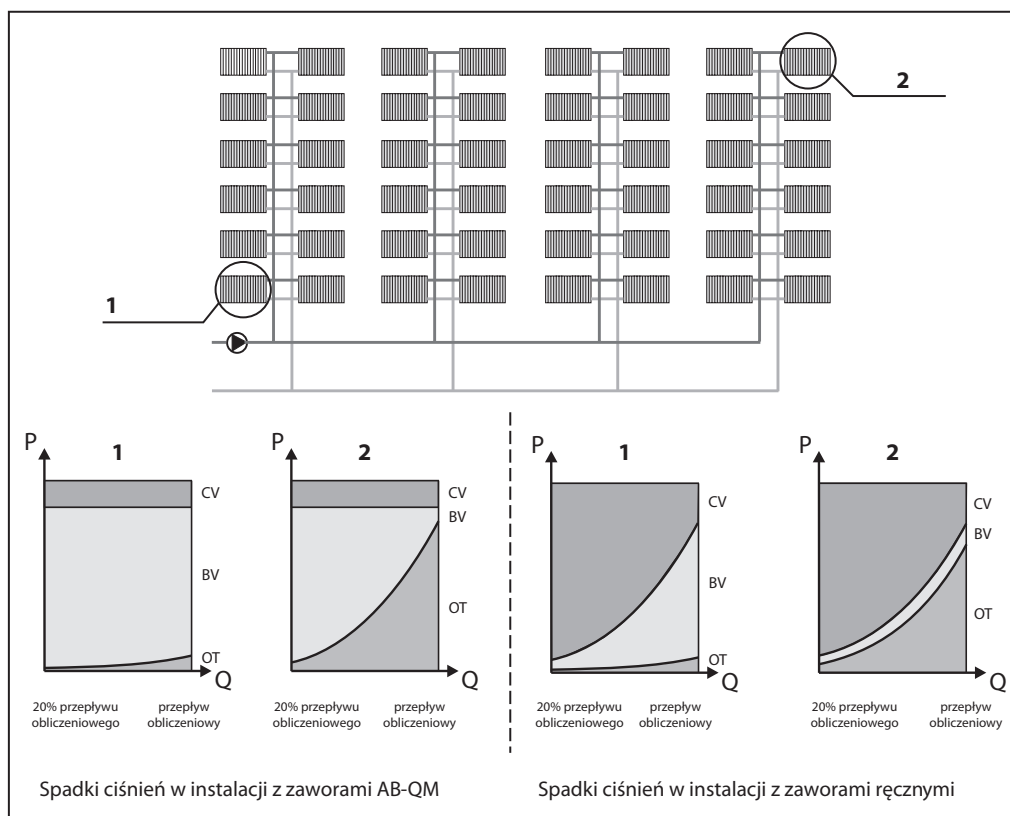 2
1
P
1
CV
BV
OT
Q
20% przepływu
obliczeniowego
przepływ
obliczeniowy
P
2
CV
BV
OT
Q
20% przepływu
obliczeniowego
przepływ
obliczeniowy
Spadki ciśnień w instalacji z zaworami AB-QM
P
1
CV
BV
OT
Q
20% przepływu
obliczeniowego
przepływ
obliczeniowy
P
2
CV
BV
OT
Q
20% przepływu
obliczeniowego
przepływ
obliczeniowy
Spadki ciśnień w instalacji z zaworami ręcznymi